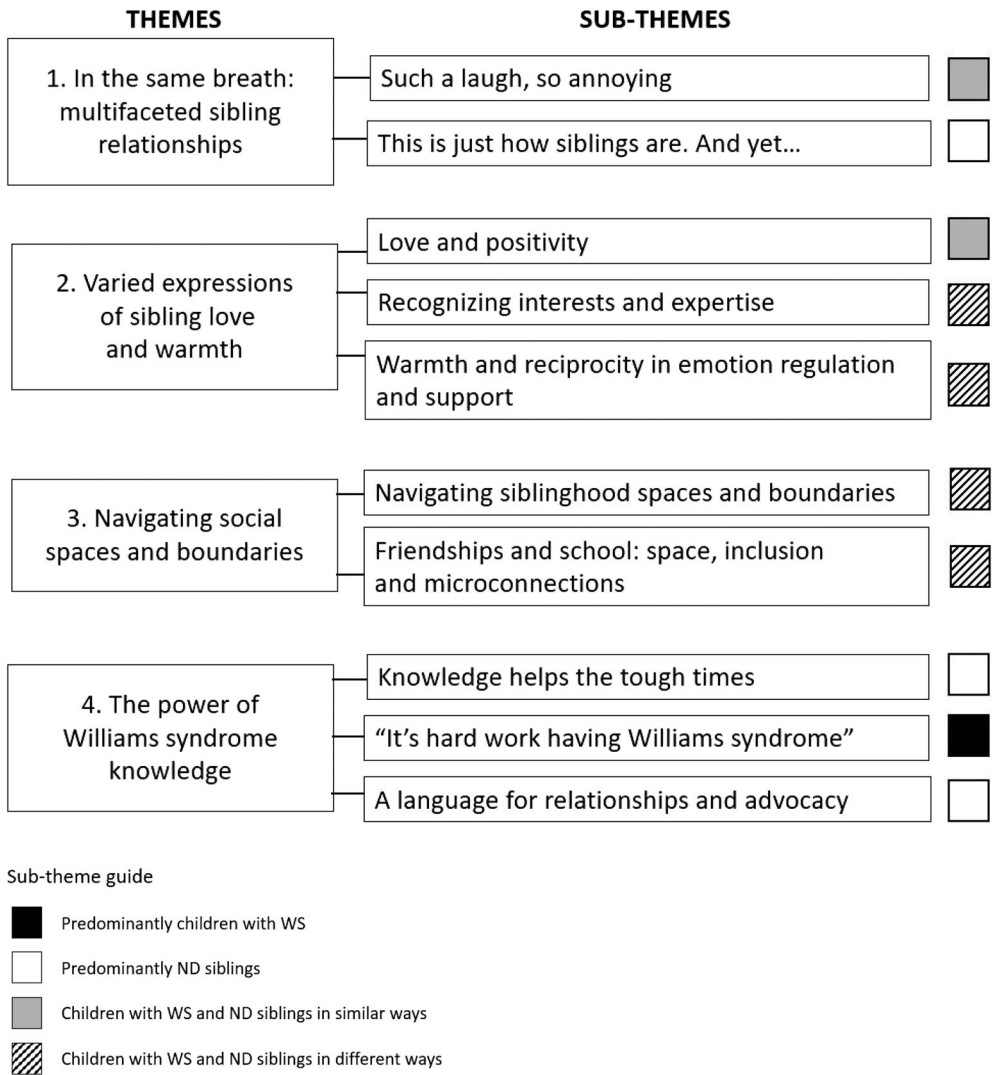 THEMES
SUB-THEMES
1. In the same breath:
multifaceted sibling
relationships
Such a laugh, so annoying
This is just how siblings are. And yet…
2. Varied expressions
of sibling love
and warmth
Love and positivity
Recognizing interests and expertise
Warmth and reciprocity in emotion regulation
and support
3. Navigating social
spaces and boundaries
Navigating siblinghood spaces and boundaries
Friendships and school: space, inclusion
and microconnections
4. The power of
Williams syndrome
knowledge
Knowledge helps the tough times
“It’s hard work having Williams syndrome”
A language for relationships and advocacy
Sub-theme guide
Predominantly children with WS
Predominantly ND siblings
Children with WS and ND siblings in similar ways
Children with WS and ND siblings in different ways